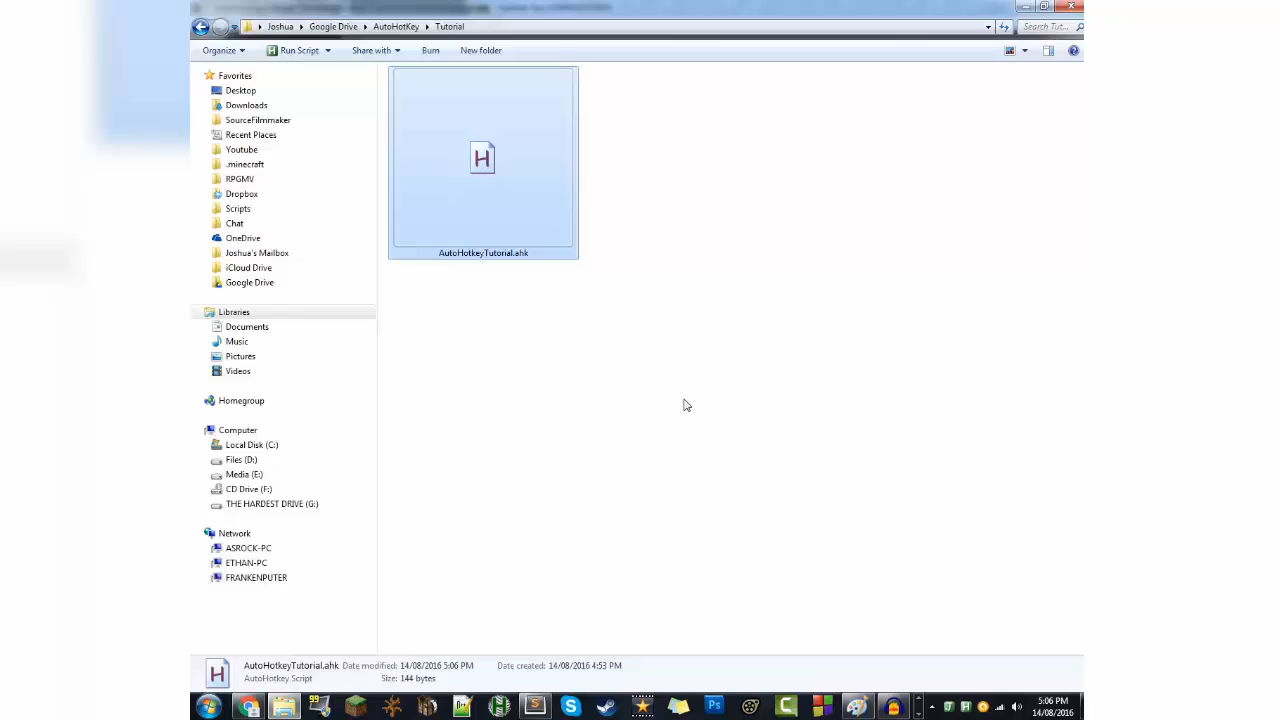 Joshua Google Drive AutoHotKey Tutorial Search Tut...
Organize Run Script Share with Burn New folder
Favorites
Desktop
Downloads
SourceFilmmaker
Recent Places
Youtube
.minecraft
RPGMV
Dropbox
Scripts
Chat
OneDrive
Joshua's Mailbox
iCloud Drive
Google Drive
Libraries
Documents
Music
Pictures
Videos
Homegroup
Computer
Local Disk (C:)
Files (D:)
Media (E:)
CD Drive (F:)
THE HARDEST DRIVE (G:)
Network
ASROCK-PC
ETHAN-PC
FRANKENPUTER
H
AutoHotkeyTutorial.ahk
AutoHotkeyTutorial.ahk Date modified: 14/08/2016 5:06 PM Date created: 14/08/2016 4:53 PM
AutoHotkey Script Size: 144 bytes
5:06 PM
14/08/2016